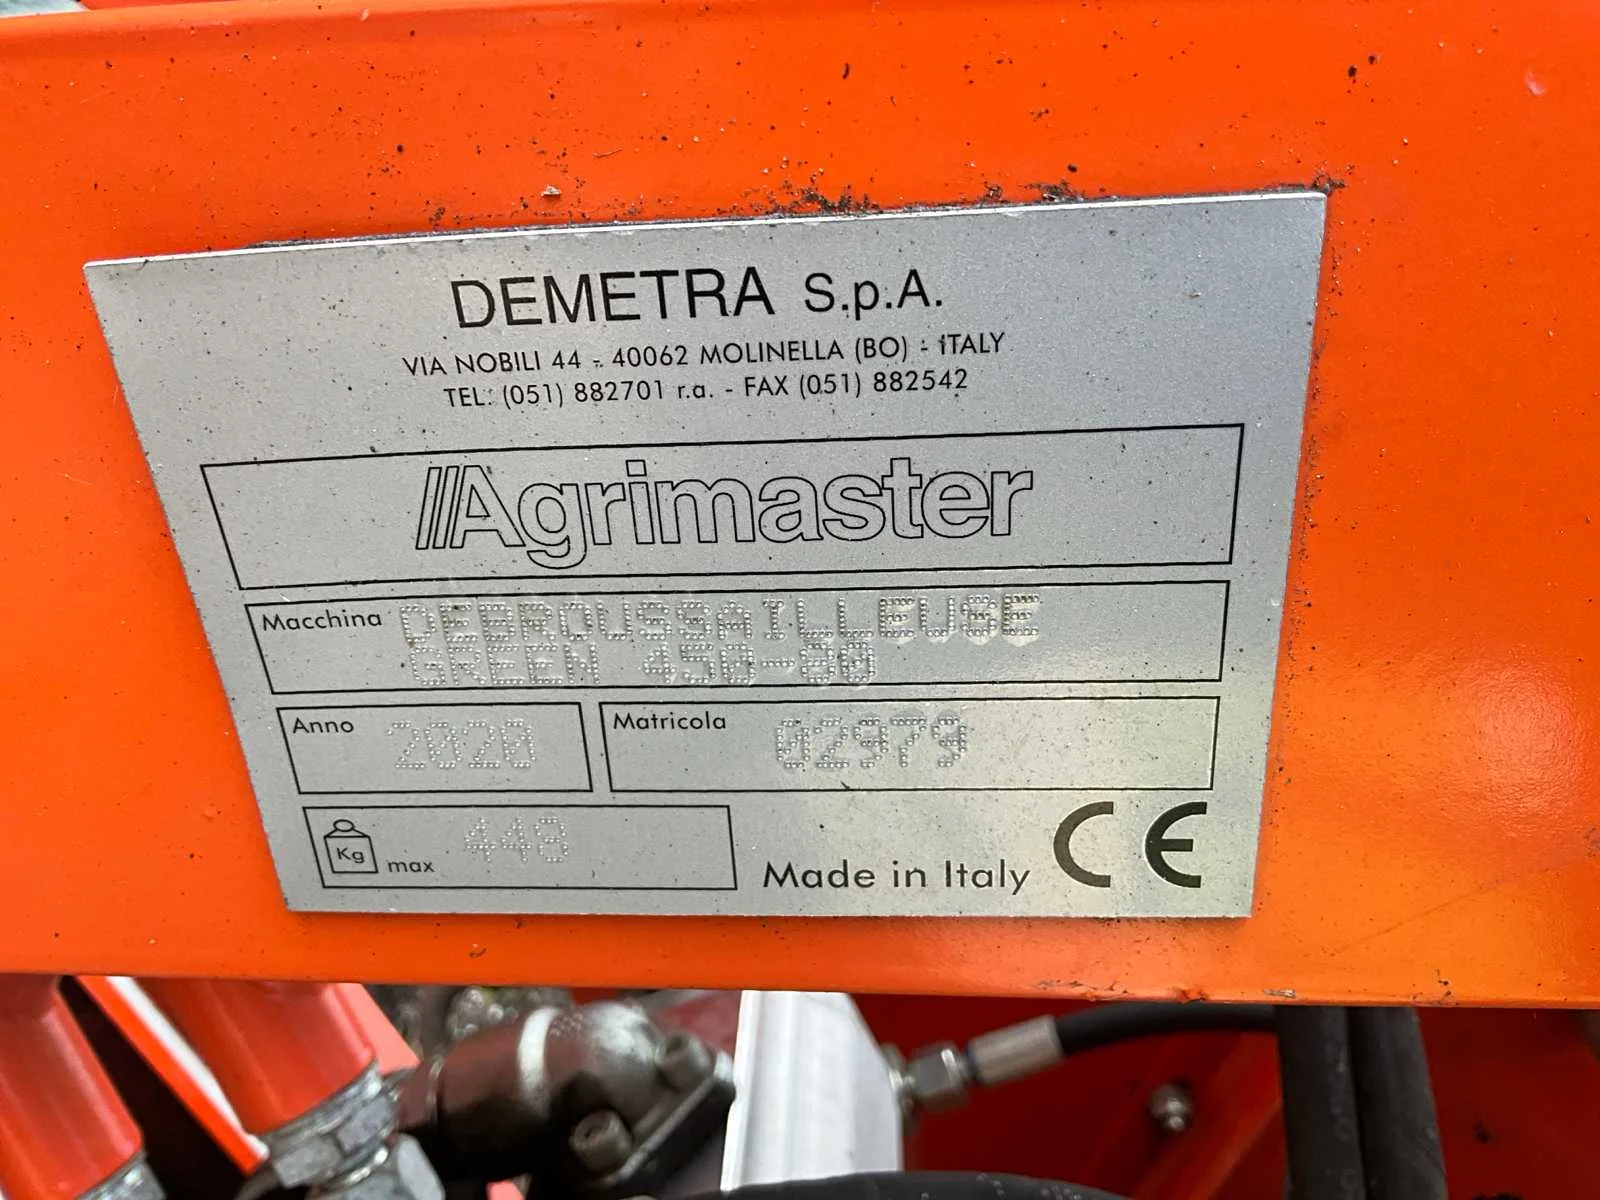 DEMETRA S.p.A.
VIA NOBILI 44 - 40062 MOLINELLA (BO) - ITALY
TEL: (051) 882701 r.a. - FAX (051) 882542
Agrimaster
Macchina DEBROUSSAILLEUSE
GREEN 450-00
Anno 2020 Matricola 02979
Kg max 448
Made in Italy CE